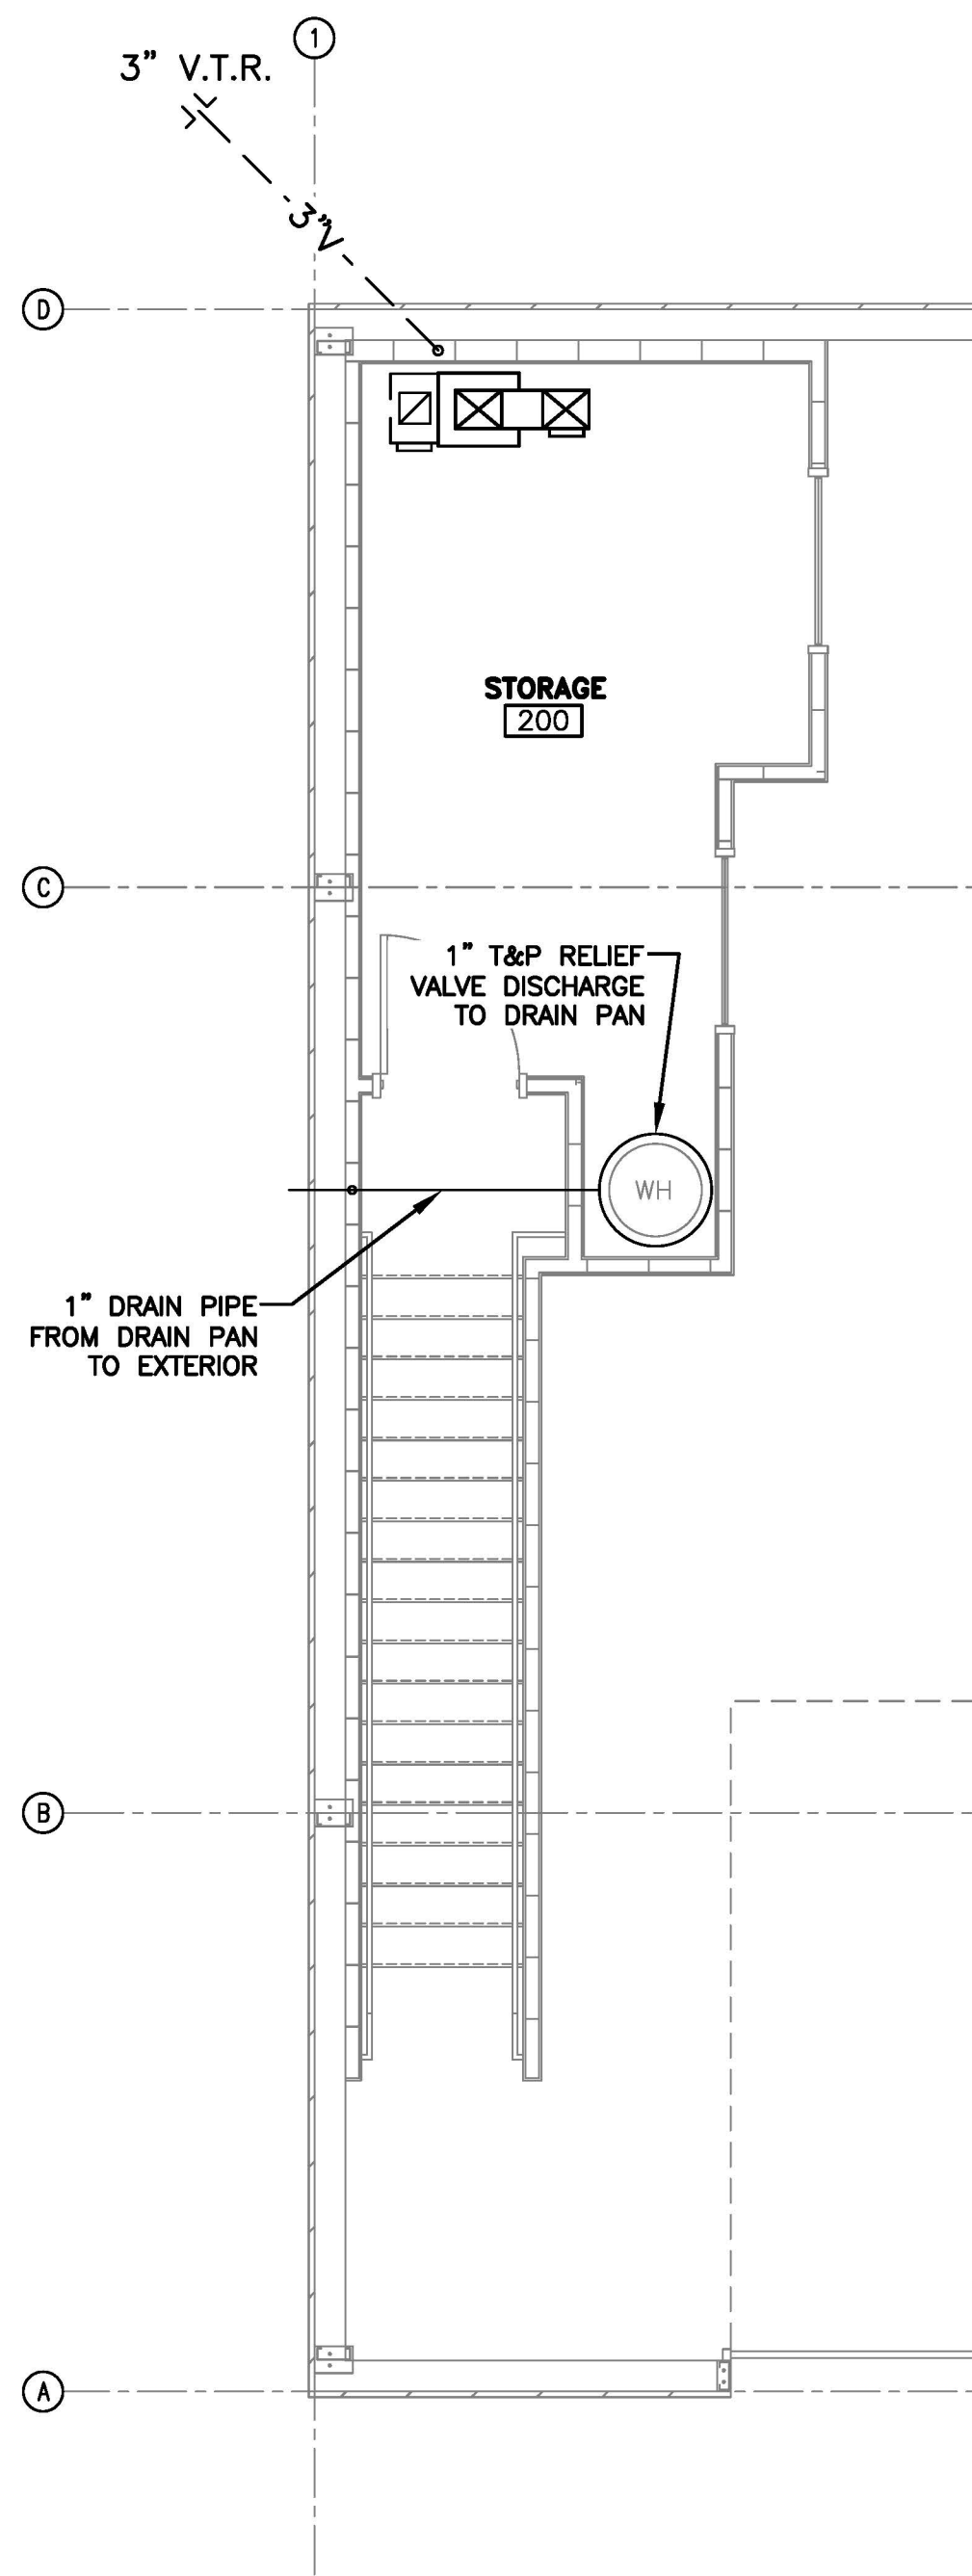 1
3” V.T.R.
3”V
D
STORAGE
200
C
1” T&P RELIEF
VALVE DISCHARGE
TO DRAIN PAN
WH
1” DRAIN PIPE
FROM DRAIN PAN
TO EXTERIOR
B
A